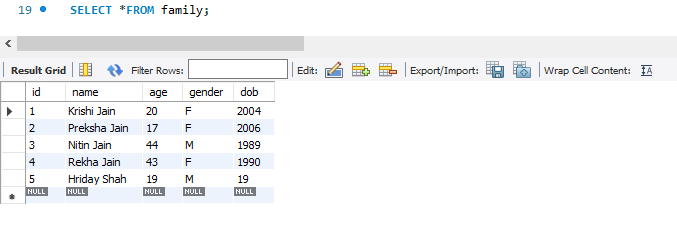 19 SELECT *FROM family;
Result Grid Filter Rows: Edit: Export/Import: Wrap Cell Content: IA
id name age gender dob
1 Krishi Jain 20 F 2004
2 Preksha Jain 17 F 2006
3 Nitin Jain 44 M 1989
4 Rekha Jain 43 F 1990
5 Hriday Shah 19 M 19
NULL NULL NULL NULL NULL